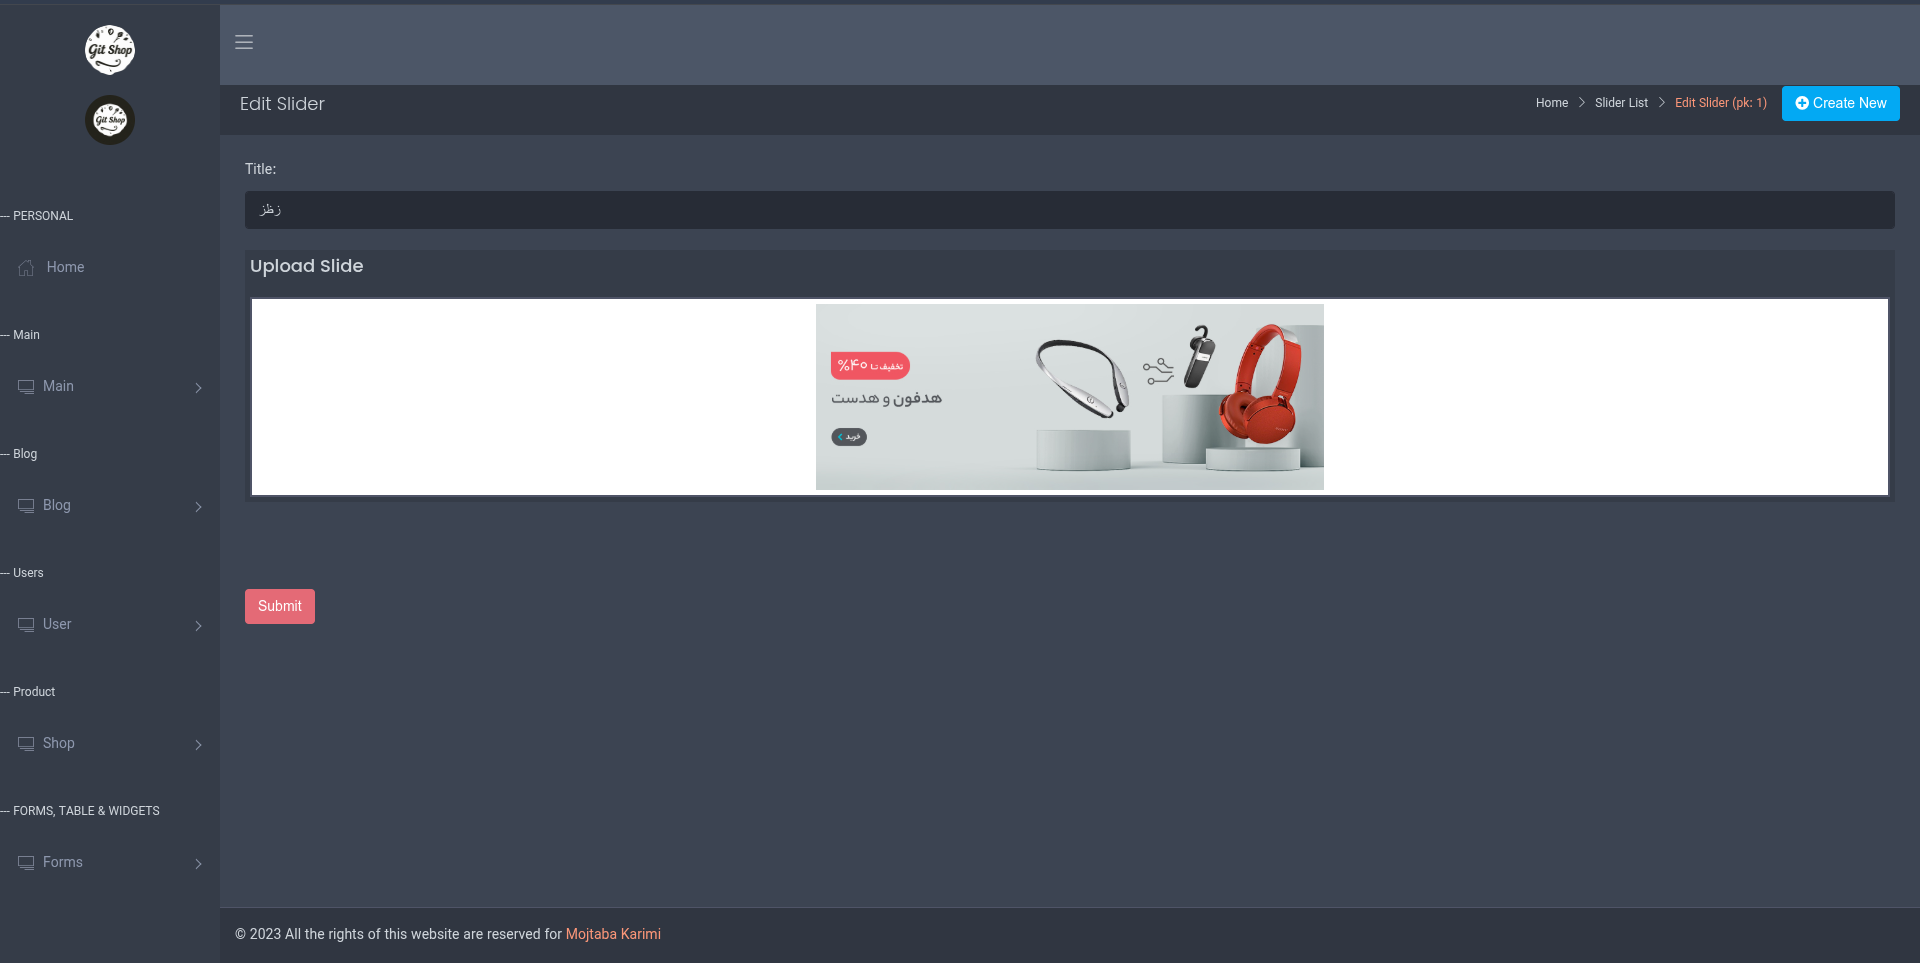 Git Shop
Git Shop
--- PERSONAL
Home
--- Main
Main
--- Blog
Blog
--- Users
User
--- Product
Shop
--- FORMS, TABLE & WIDGETS
Forms
Edit Slider
Home
Slider List
Edit Slider (pk: 1)
Create New
Title:
زظز
Upload Slide
تخفیف تا ۴۰%
هدفون و هدست
خرید
Submit
© 2023 All the rights of this website are reserved for Mojtaba Karimi